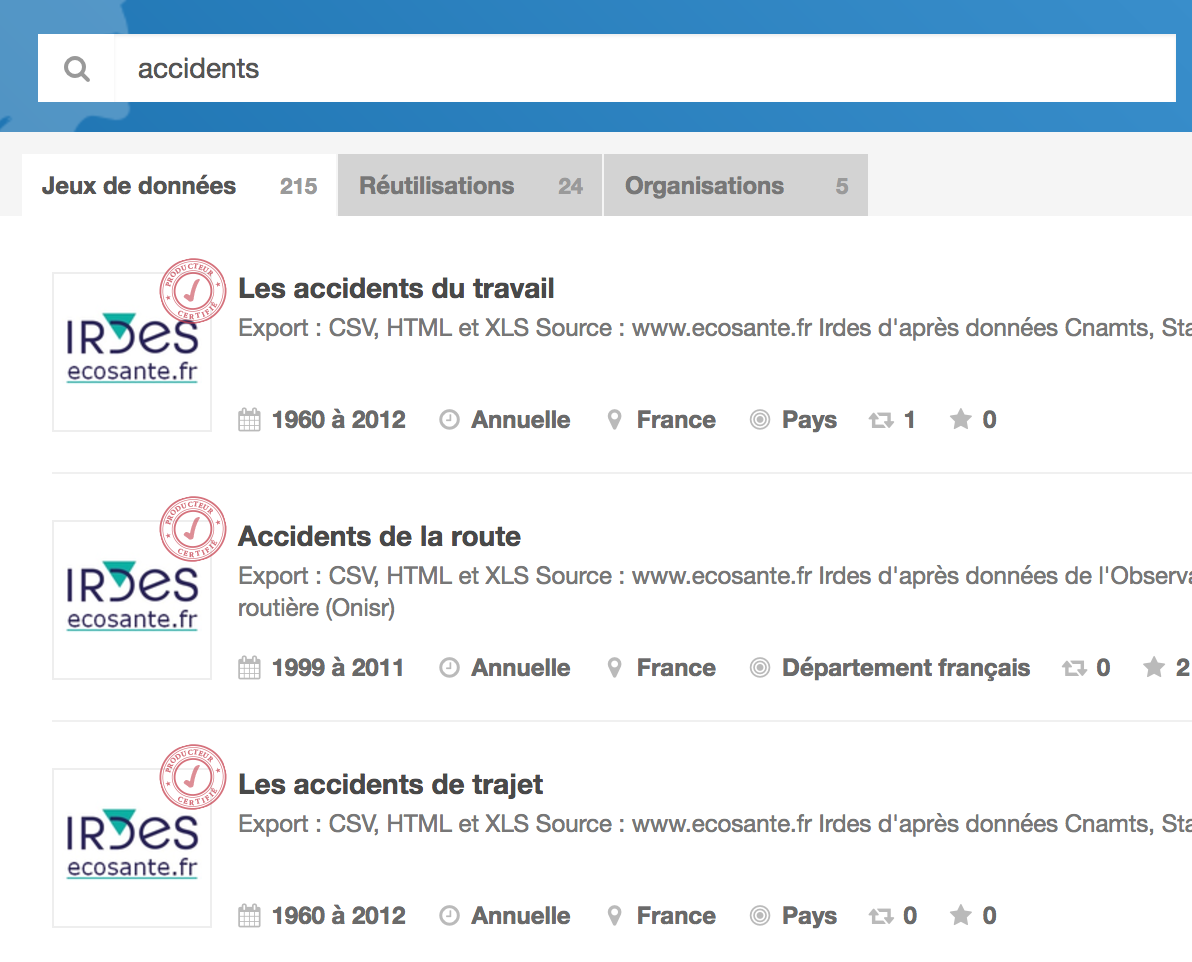 accidents
Jeux de données 215 Réutilisations 24 Organisations 5
PRODUCTEUR CERTIFIÉ
IRDES
ecosante.fr
Les accidents du travail
Export : CSV, HTML et XLS Source : www.ecosante.fr Irdes d'après données Cnamts, Sta
1960 à 2012 Annuelle France Pays 1 0
PRODUCTEUR CERTIFIÉ
IRDES
ecosante.fr
Accidents de la route
Export : CSV, HTML et XLS Source : www.ecosante.fr Irdes d'après données de l'Observa
routière (Onisr)
1999 à 2011 Annuelle France Département français 0 2
PRODUCTEUR CERTIFIÉ
IRDES
ecosante.fr
Les accidents de trajet
Export : CSV, HTML et XLS Source : www.ecosante.fr Irdes d'après données Cnamts, Sta
1960 à 2012 Annuelle France Pays 0 0